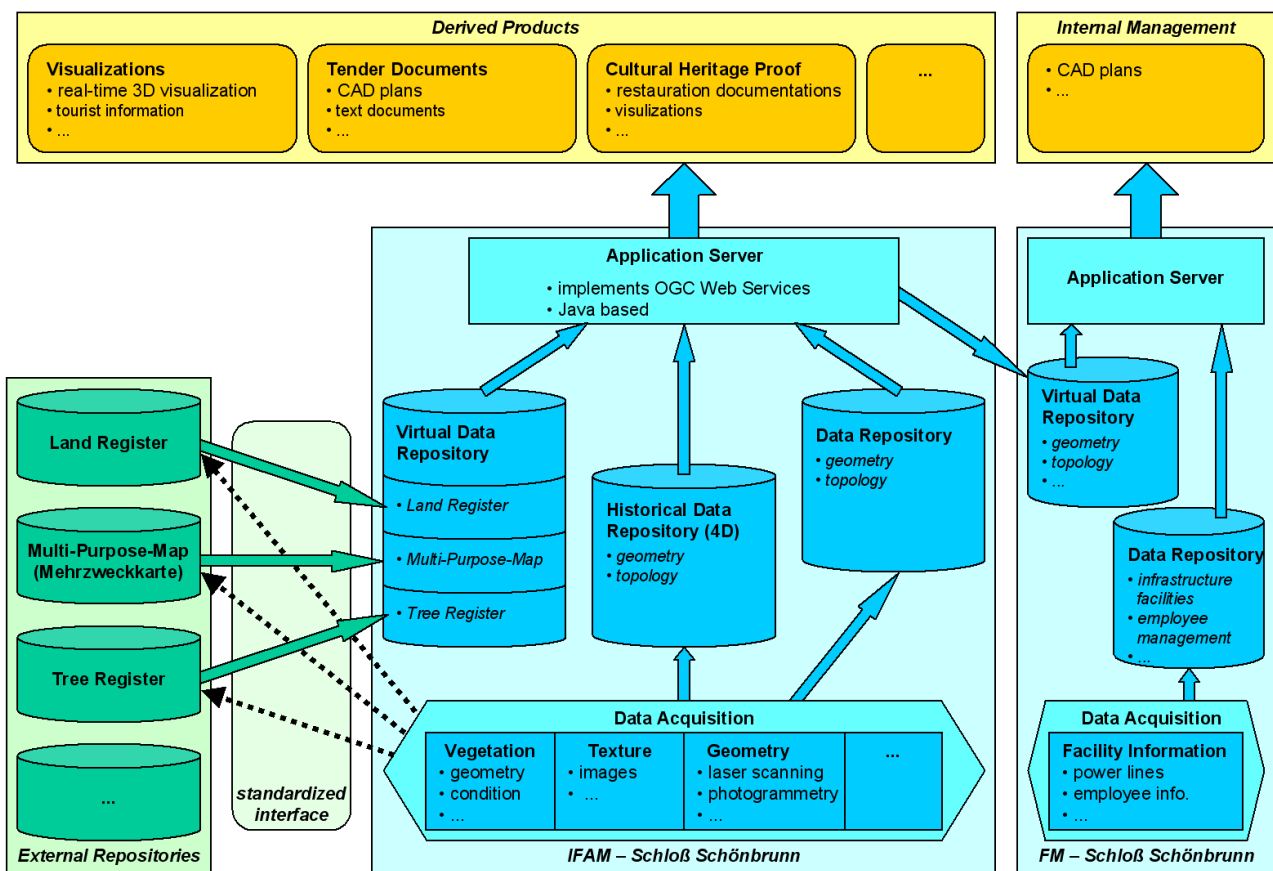 Derived Products
Visualizations
• real-time 3D visualization
• tourist information
• ...
Tender Documents
• CAD plans
• text documents
• ...
Cultural Heritage Proof
• restauration documentations
• visulizations
• ...
...
Internal Management
• CAD plans
• ...
Application Server
• implements OGC Web Services
• Java based
Application Server
Land Register
Multi-Purpose-Map
(Mehrzweckkarte)
Tree Register
...
External Repositories
standardized
interface
Virtual Data
Repository
• Land Register
• Multi-Purpose-Map
• Tree Register
Historical Data
Repository (4D)
• geometry
• topology
Data Repository
• geometry
• topology
Virtual Data
Repository
• geometry
• topology
• ...
Data Repository
• infrastructure
facilities
• employee
management
• ...
Data Acquisition
Vegetation
• geometry
• condition
• ...
Texture
• images
• ...
Geometry
• laser scanning
• photogrammetry
• ...
...
IFAM – Schloß Schönbrunn
Data Acquisition
Facility Information
• power lines
• employee info.
• ...
FM – Schloß Schönbrunn